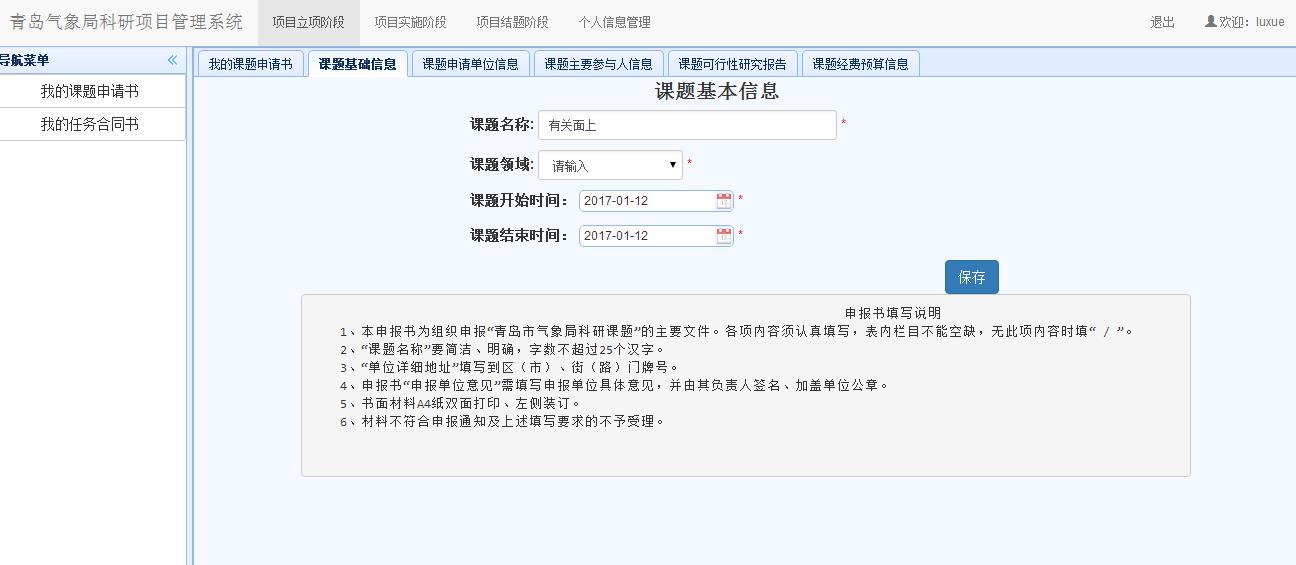 青岛气象局科研项目管理系统 项目立项阶段 项目实施阶段 项目结题阶段 个人信息管理 退出 欢迎：luxue
导航菜单 «
我的课题申请书
我的任务合同书
我的课题申请书 课题基础信息 课题申请单位信息 课题主要参与人信息 课题可行性研究报告 课题经费预算信息
课题基本信息
课题名称: 有关面上 *
课题领域: 请输入 *
课题开始时间： 2017-01-12 *
课题结束时间： 2017-01-12 *
保存
申报书填写说明
1、本申报书为组织申报“青岛市气象局科研课题”的主要文件。各项内容须认真填写，表内栏目不能空缺，无此项内容时填“ / ”。
2、“课题名称”要简洁、明确，字数不超过25个汉字。
3、“单位详细地址”填写到区（市）、街（路）门牌号。
4、申报书“申报单位意见”需填写申报单位具体意见，并由其负责人签名、加盖单位公章。
5、书面材料A4纸双面打印、左侧装订。
6、材料不符合申报通知及上述填写要求的不予受理。